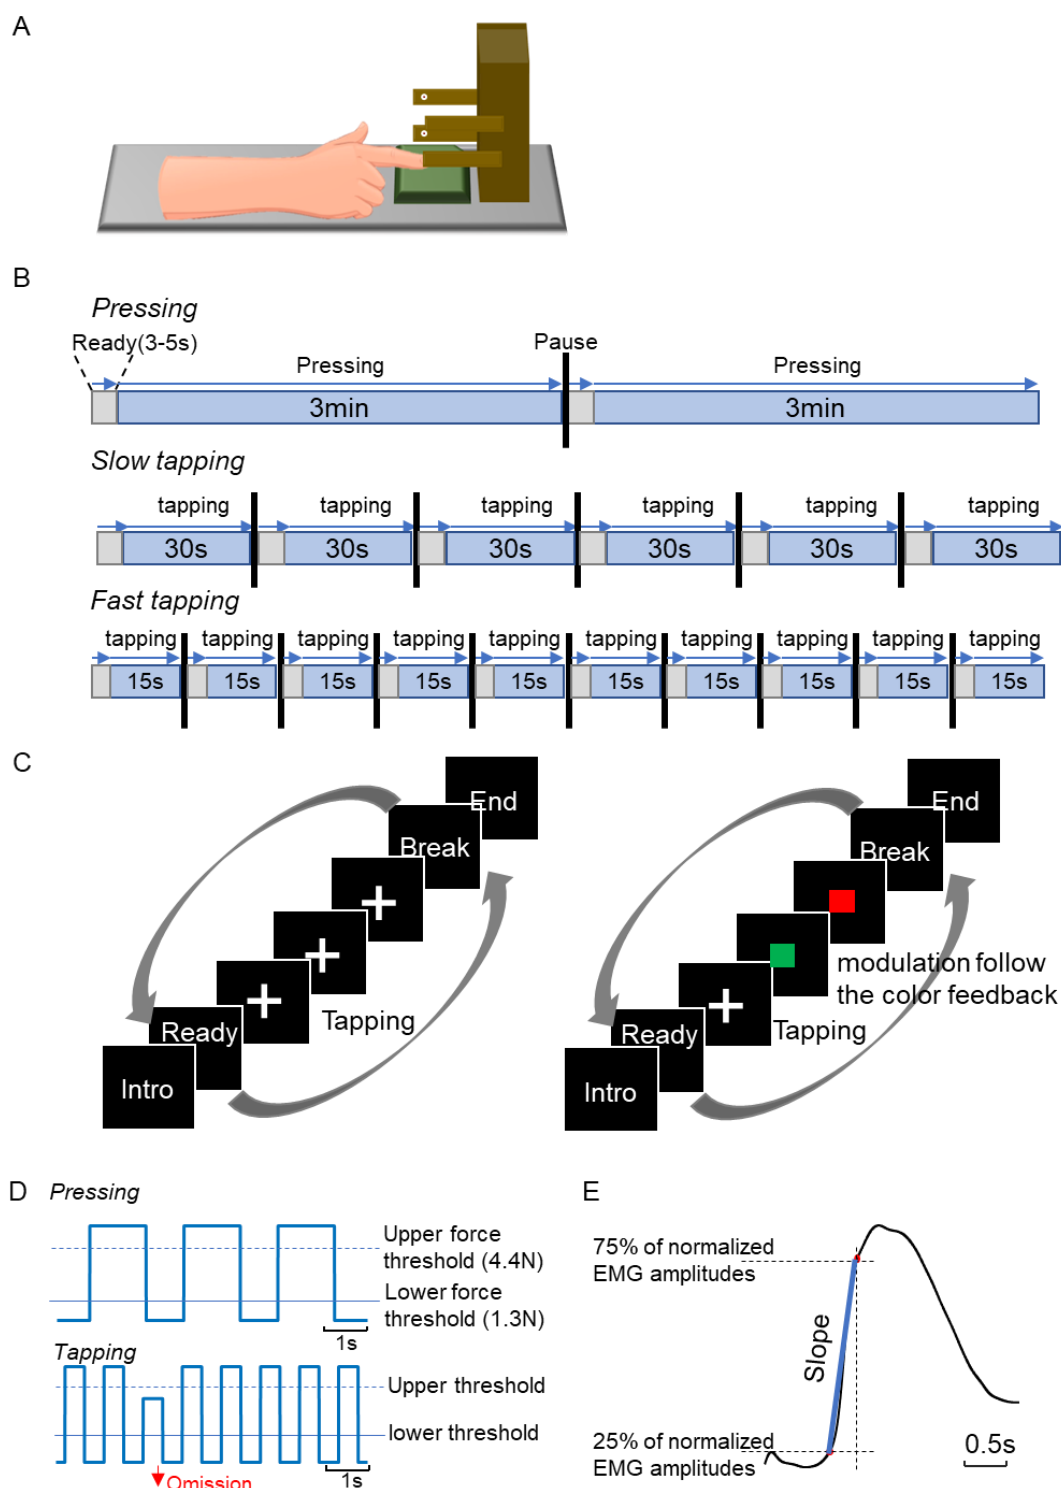 A
B
Pressing
Ready(3-5s)
Pause
Pressing
Pressing
3min
3min
Slow tapping
tapping
tapping
tapping
tapping
tapping
tapping
30s
30s
30s
30s
30s
30s
Fast tapping
tapping
tapping
tapping
tapping
tapping
tapping
tapping
tapping
tapping
tapping
15s
15s
15s
15s
15s
15s
15s
15s
15s
15s
C
End
Break
Tapping
Ready
Intro
End
Break
modulation follow
the color feedback
Tapping
Ready
Intro
D
Pressing
Upper force
threshold (4.4N)
Lower force
threshold (1.3N)
1s
Tapping
Upper threshold
lower threshold
1s
Omission
E
75% of normalized
EMG amplitudes
Slope
25% of normalized
EMG amplitudes
0.5s